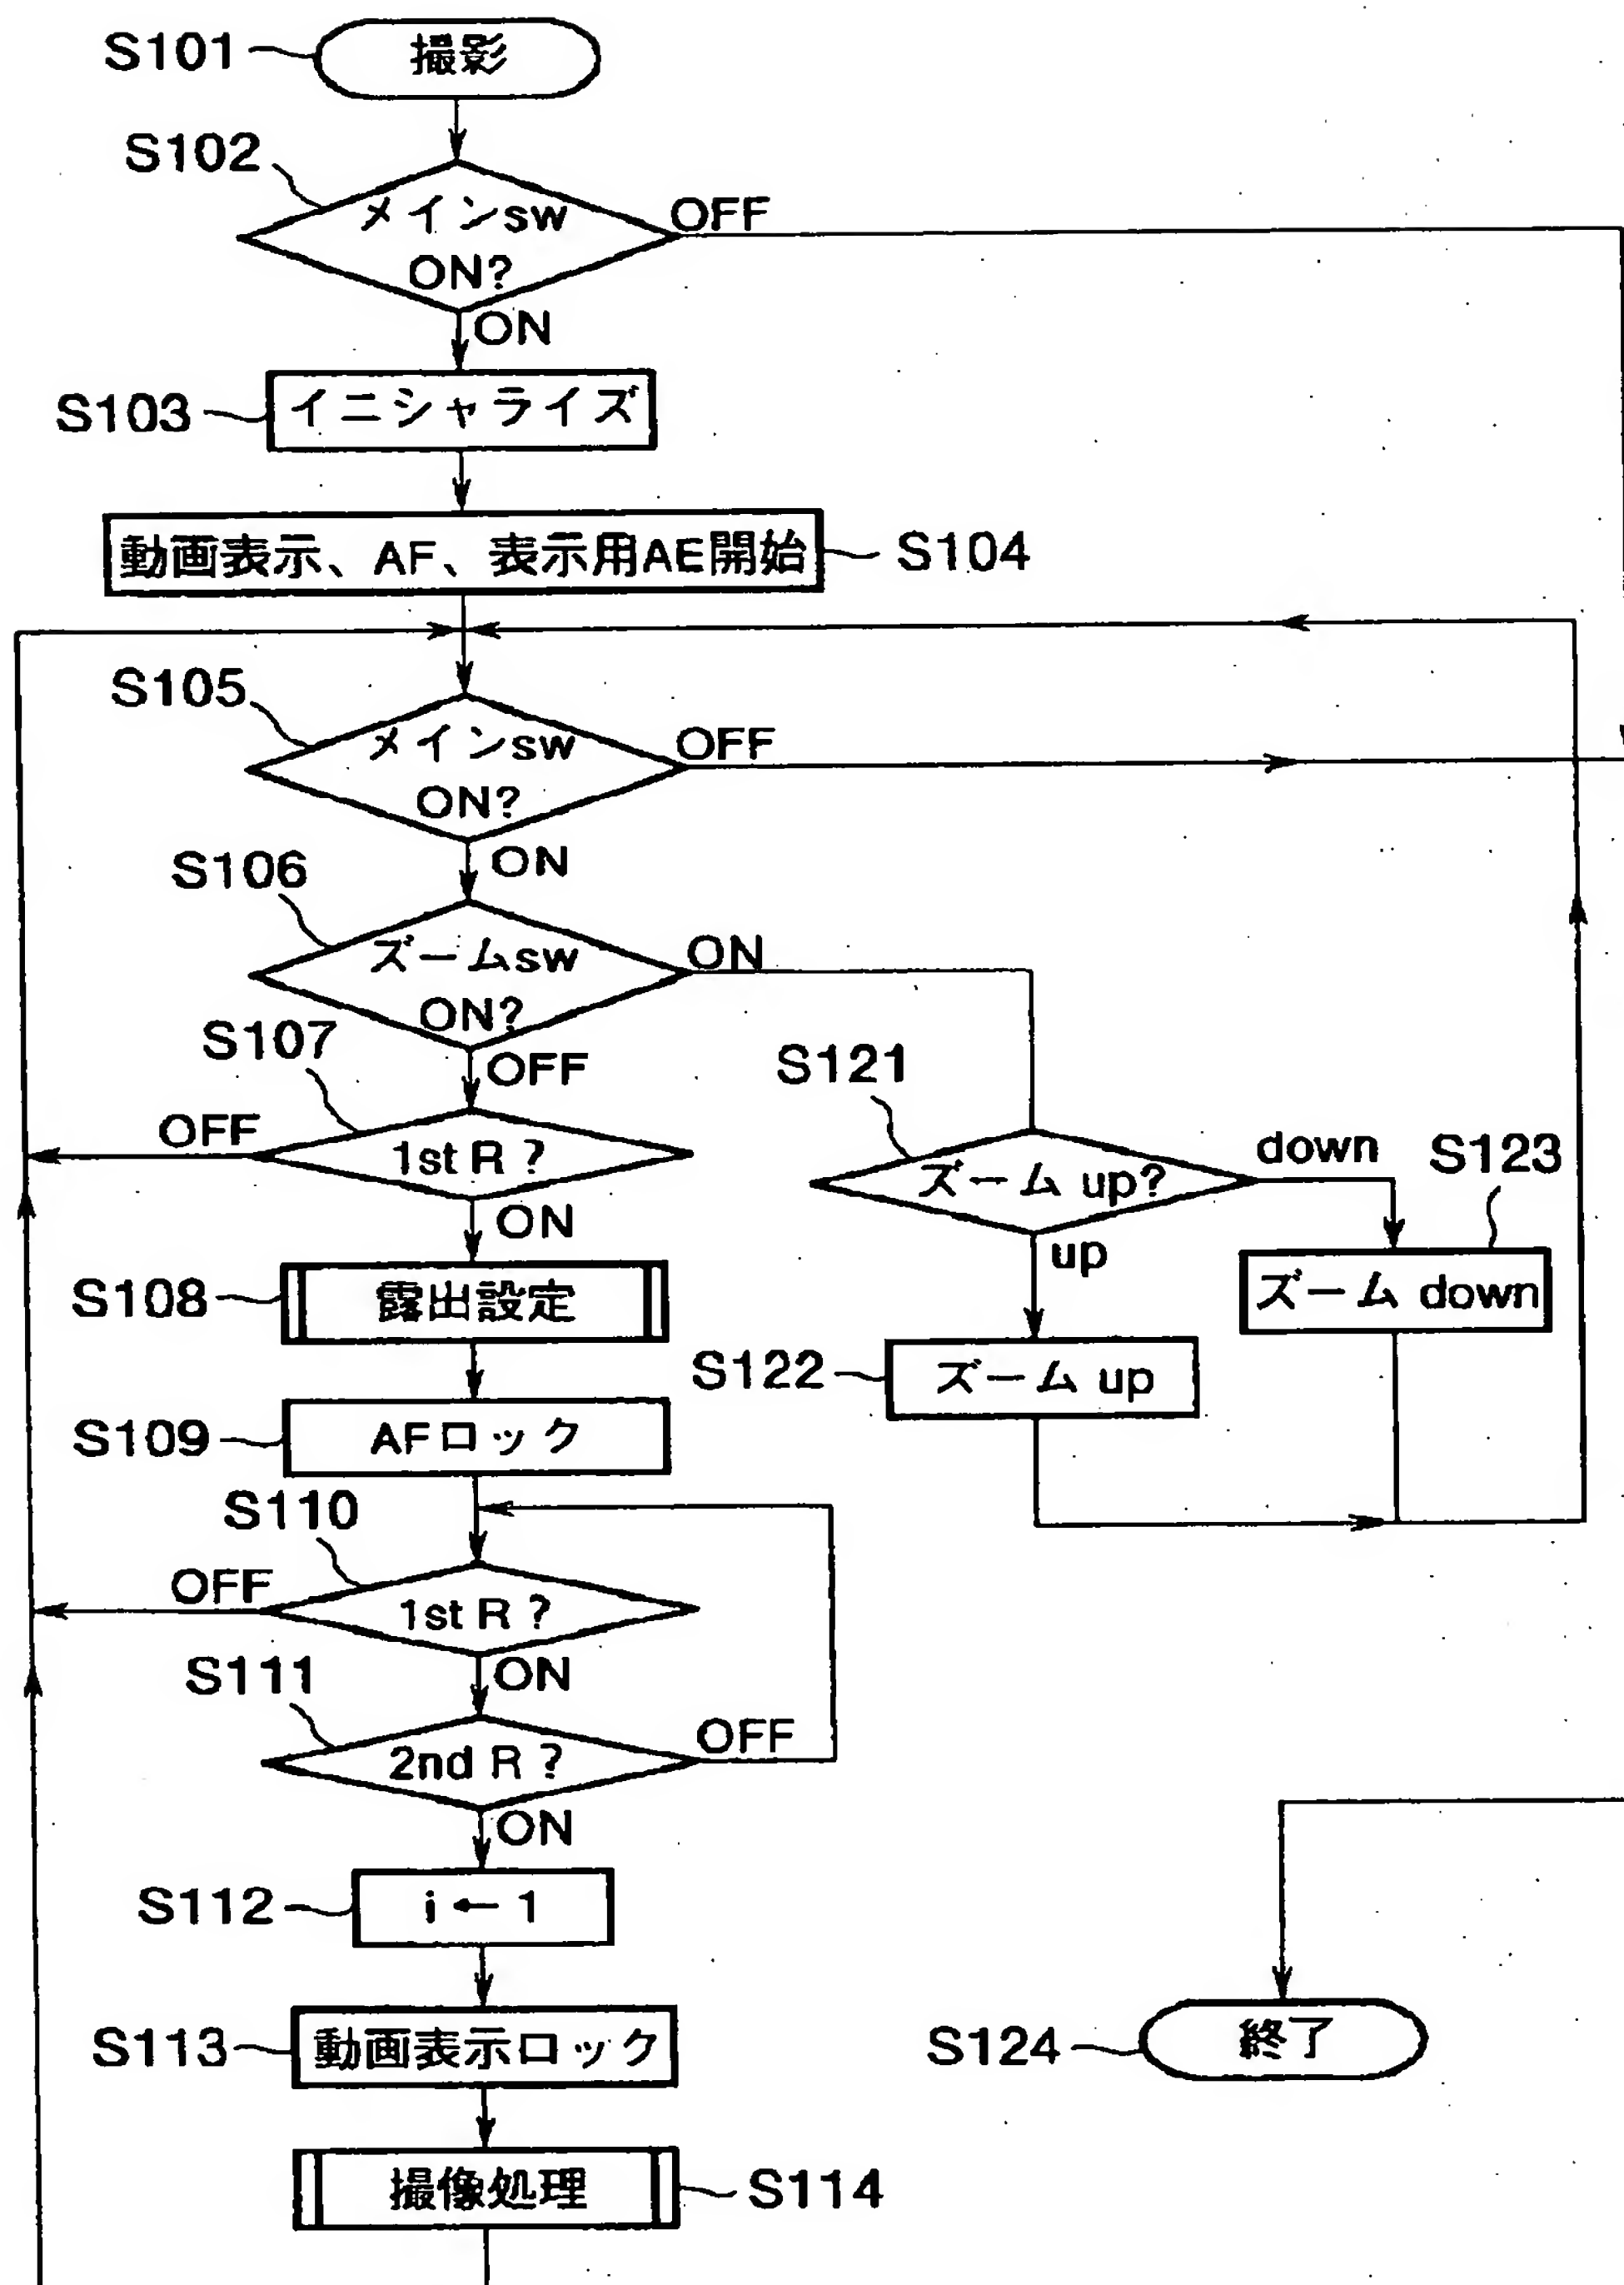 S101
撮影
S102
メインsw
ON?
OFF
ON
S103
イニシャライズ
動画表示、AF、表示用AE開始
S104
S105
メインsw
ON?
OFF
ON
S106
ズームsw
ON?
ON
OFF
S107
1st R ?
OFF
ON
S121
ズーム up?
down
up
S123
ズーム down
S122
ズーム up
S108
露出設定
S109
AFロック
S110
1st R ?
OFF
ON
S111
2nd R ?
OFF
ON
S112
i ← 1
S113
動画表示ロック
S124
終了
撮像処理
S114